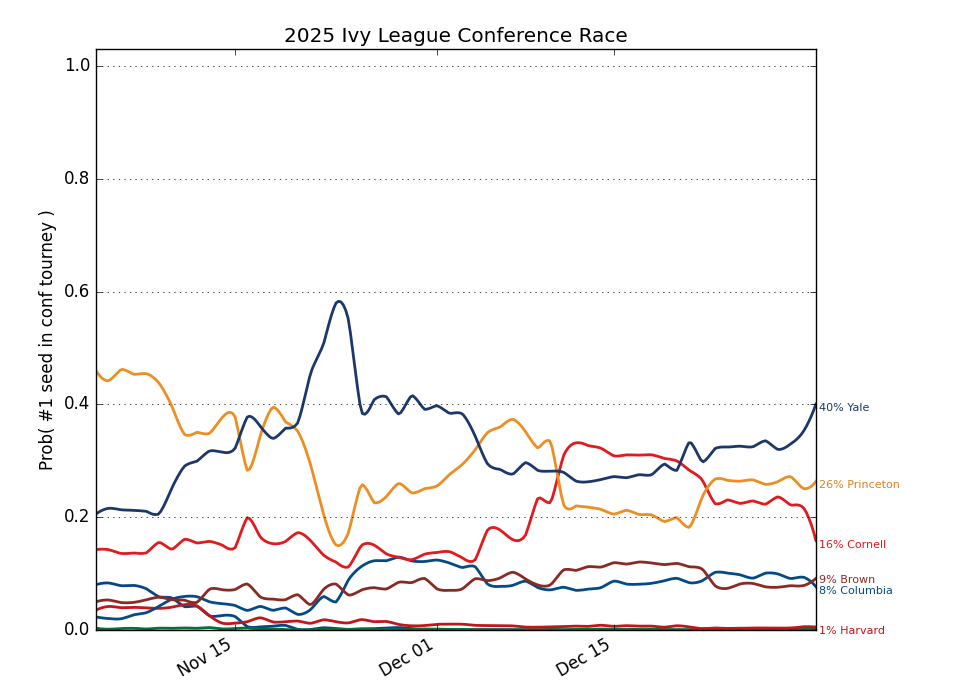 2025 Ivy League Conference Race
Prob( #1 seed in conf tourney )
1.0
0.8
0.6
0.4
0.2
0.0
Nov 15
Dec 01
Dec 15
40% Yale
26% Princeton
16% Cornell
9% Brown
8% Columbia
1% Harvard